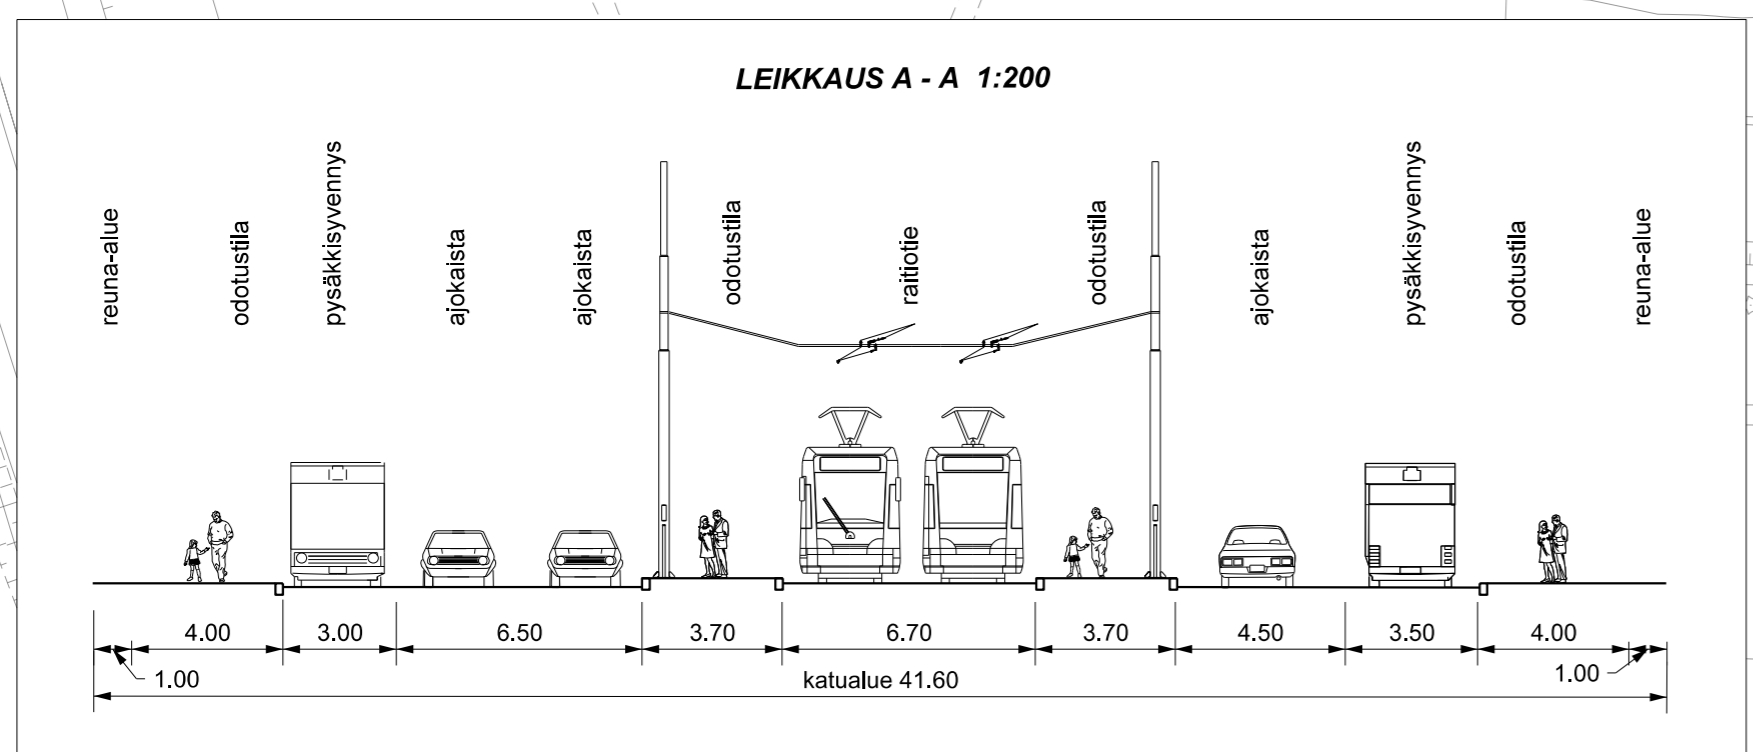 LEIKKAUS A - A 1:200
reuna-alue
odotustila
pysäkkisyvennys
ajokaista
ajokaista
odotustila
raitiotie
odotustila
ajokaista
pysäkkisyvennys
odotustila
reuna-alue
4.00 3.00 6.50 3.70 6.70 3.70 4.50 3.50 4.00
1.00 1.00
katualue 41.60